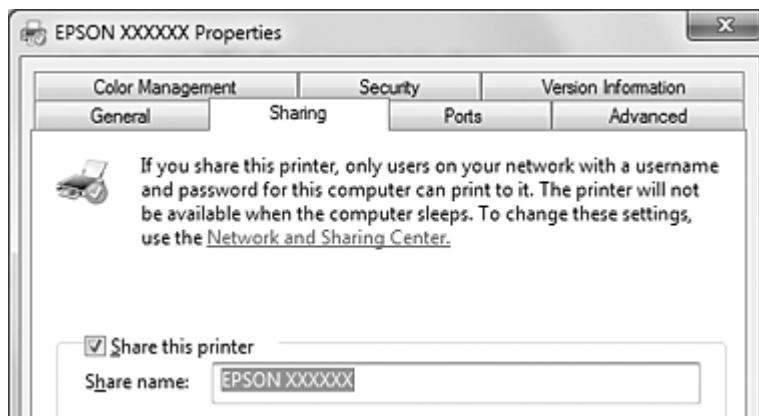 EPSON XXXXXX Properties
Color Management Security Version Information
General Sharing Ports Advanced
If you share this printer, only users on your network with a username
and password for this computer can print to it. The printer will not
be available when the computer sleeps. To change these settings,
use the Network and Sharing Center.
Share this printer
Share name: EPSON XXXXXX